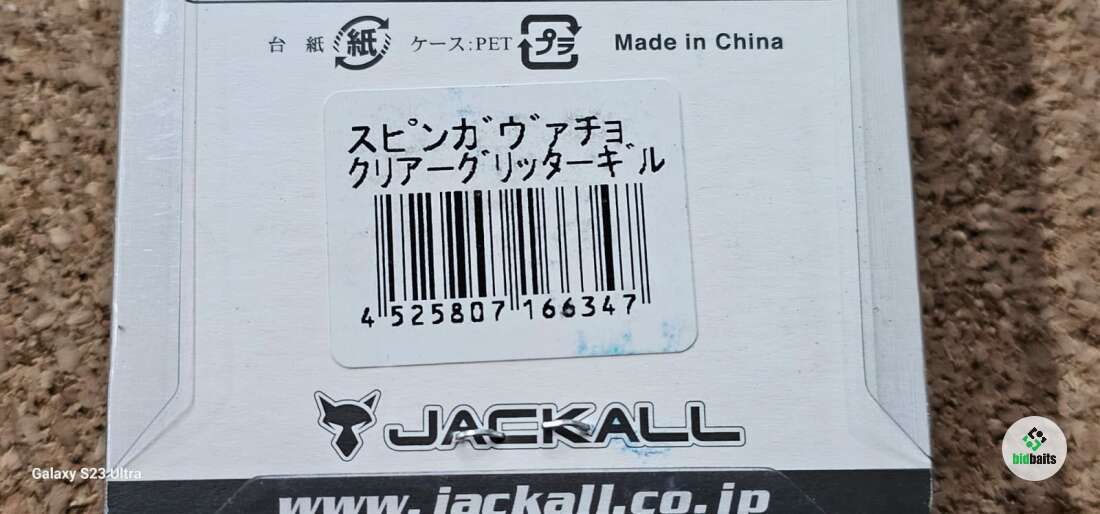 台紙 紙 ケース:PET プラ Made in China
スピンガヴァチョ
クリアーグリッターギル
4 525807 166347
JACKALL
bidbaits
Galaxy S23 Ultra
www.jackall.co.jp